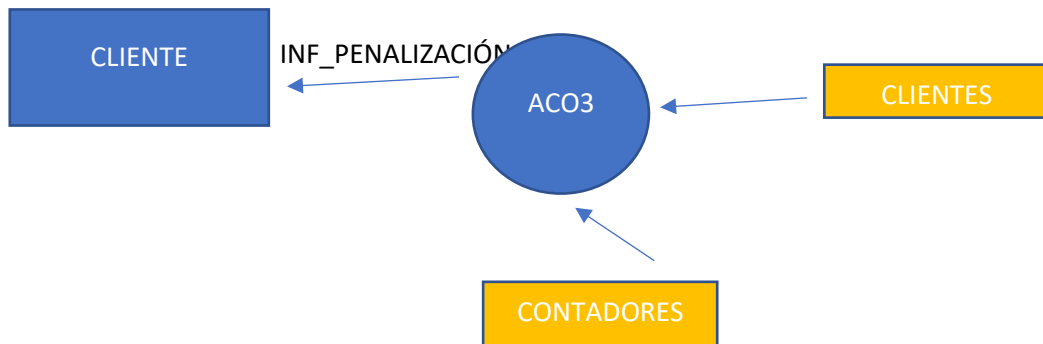 CLIENTE
INF_PENALIZACIÓN
ACO3
CLIENTES
CONTADORES